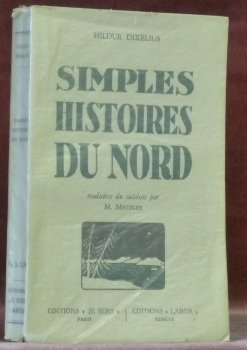 HILDUR DIXELIUS
SIMPLES
HISTOIRES
DU NORD
traduites du suédois par
M. METZGER
EDITIONS « JE SERS »
PARIS
EDITIONS « LABOR »
GENÈVE